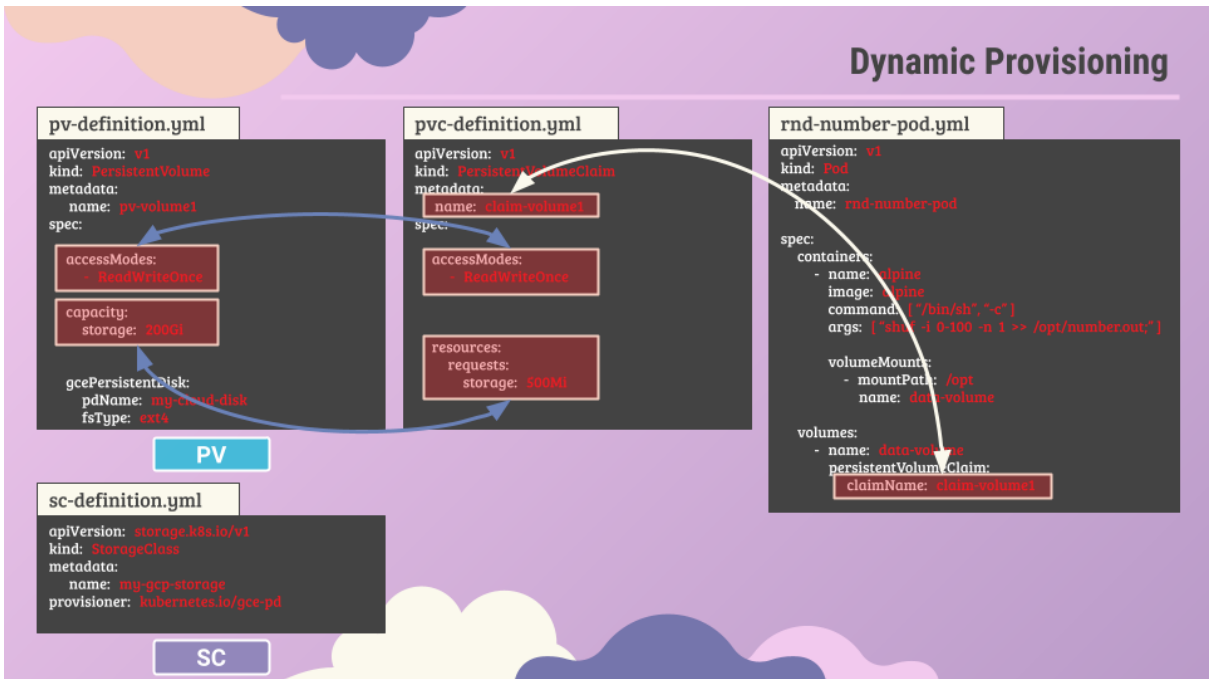 Dynamic Provisioning
pv-definition.yml
apiVersion: v1
kind: PersistentVolume
metadata:
name: pv-volume1
spec:
accessModes:
- ReadWriteOnce
capacity:
storage: 200Gi
gcePersistentDisk:
pdName: my-cloud-disk
fsType: ext4
PV
sc-definition.yml
apiVersion: storage.k8s.io/v1
kind: StorageClass
metadata:
name: my-gcp-storage
provisioner: kubernetes.io/gce-pd
SC
pvc-definition.yml
apiVersion: v1
kind: PersistentVolumeClaim
metadata:
name: claim-volume1
spec:
accessModes:
- ReadWriteOnce
resources:
requests:
storage: 500Mi
rnd-number-pod.yml
apiVersion: v1
kind: Pod
metadata:
name: rnd-number-pod
spec:
containers:
- name: alpine
image: alpine
command: [ "/bin/sh", "-c" ]
args: [ "shuf -i 0-100 -n 1 >> /opt/number.out;" ]
volumeMounts:
- mountPath: /opt
name: data-volume
volumes:
- name: data-volume
persistentVolumeClaim:
claimName: claim-volume1